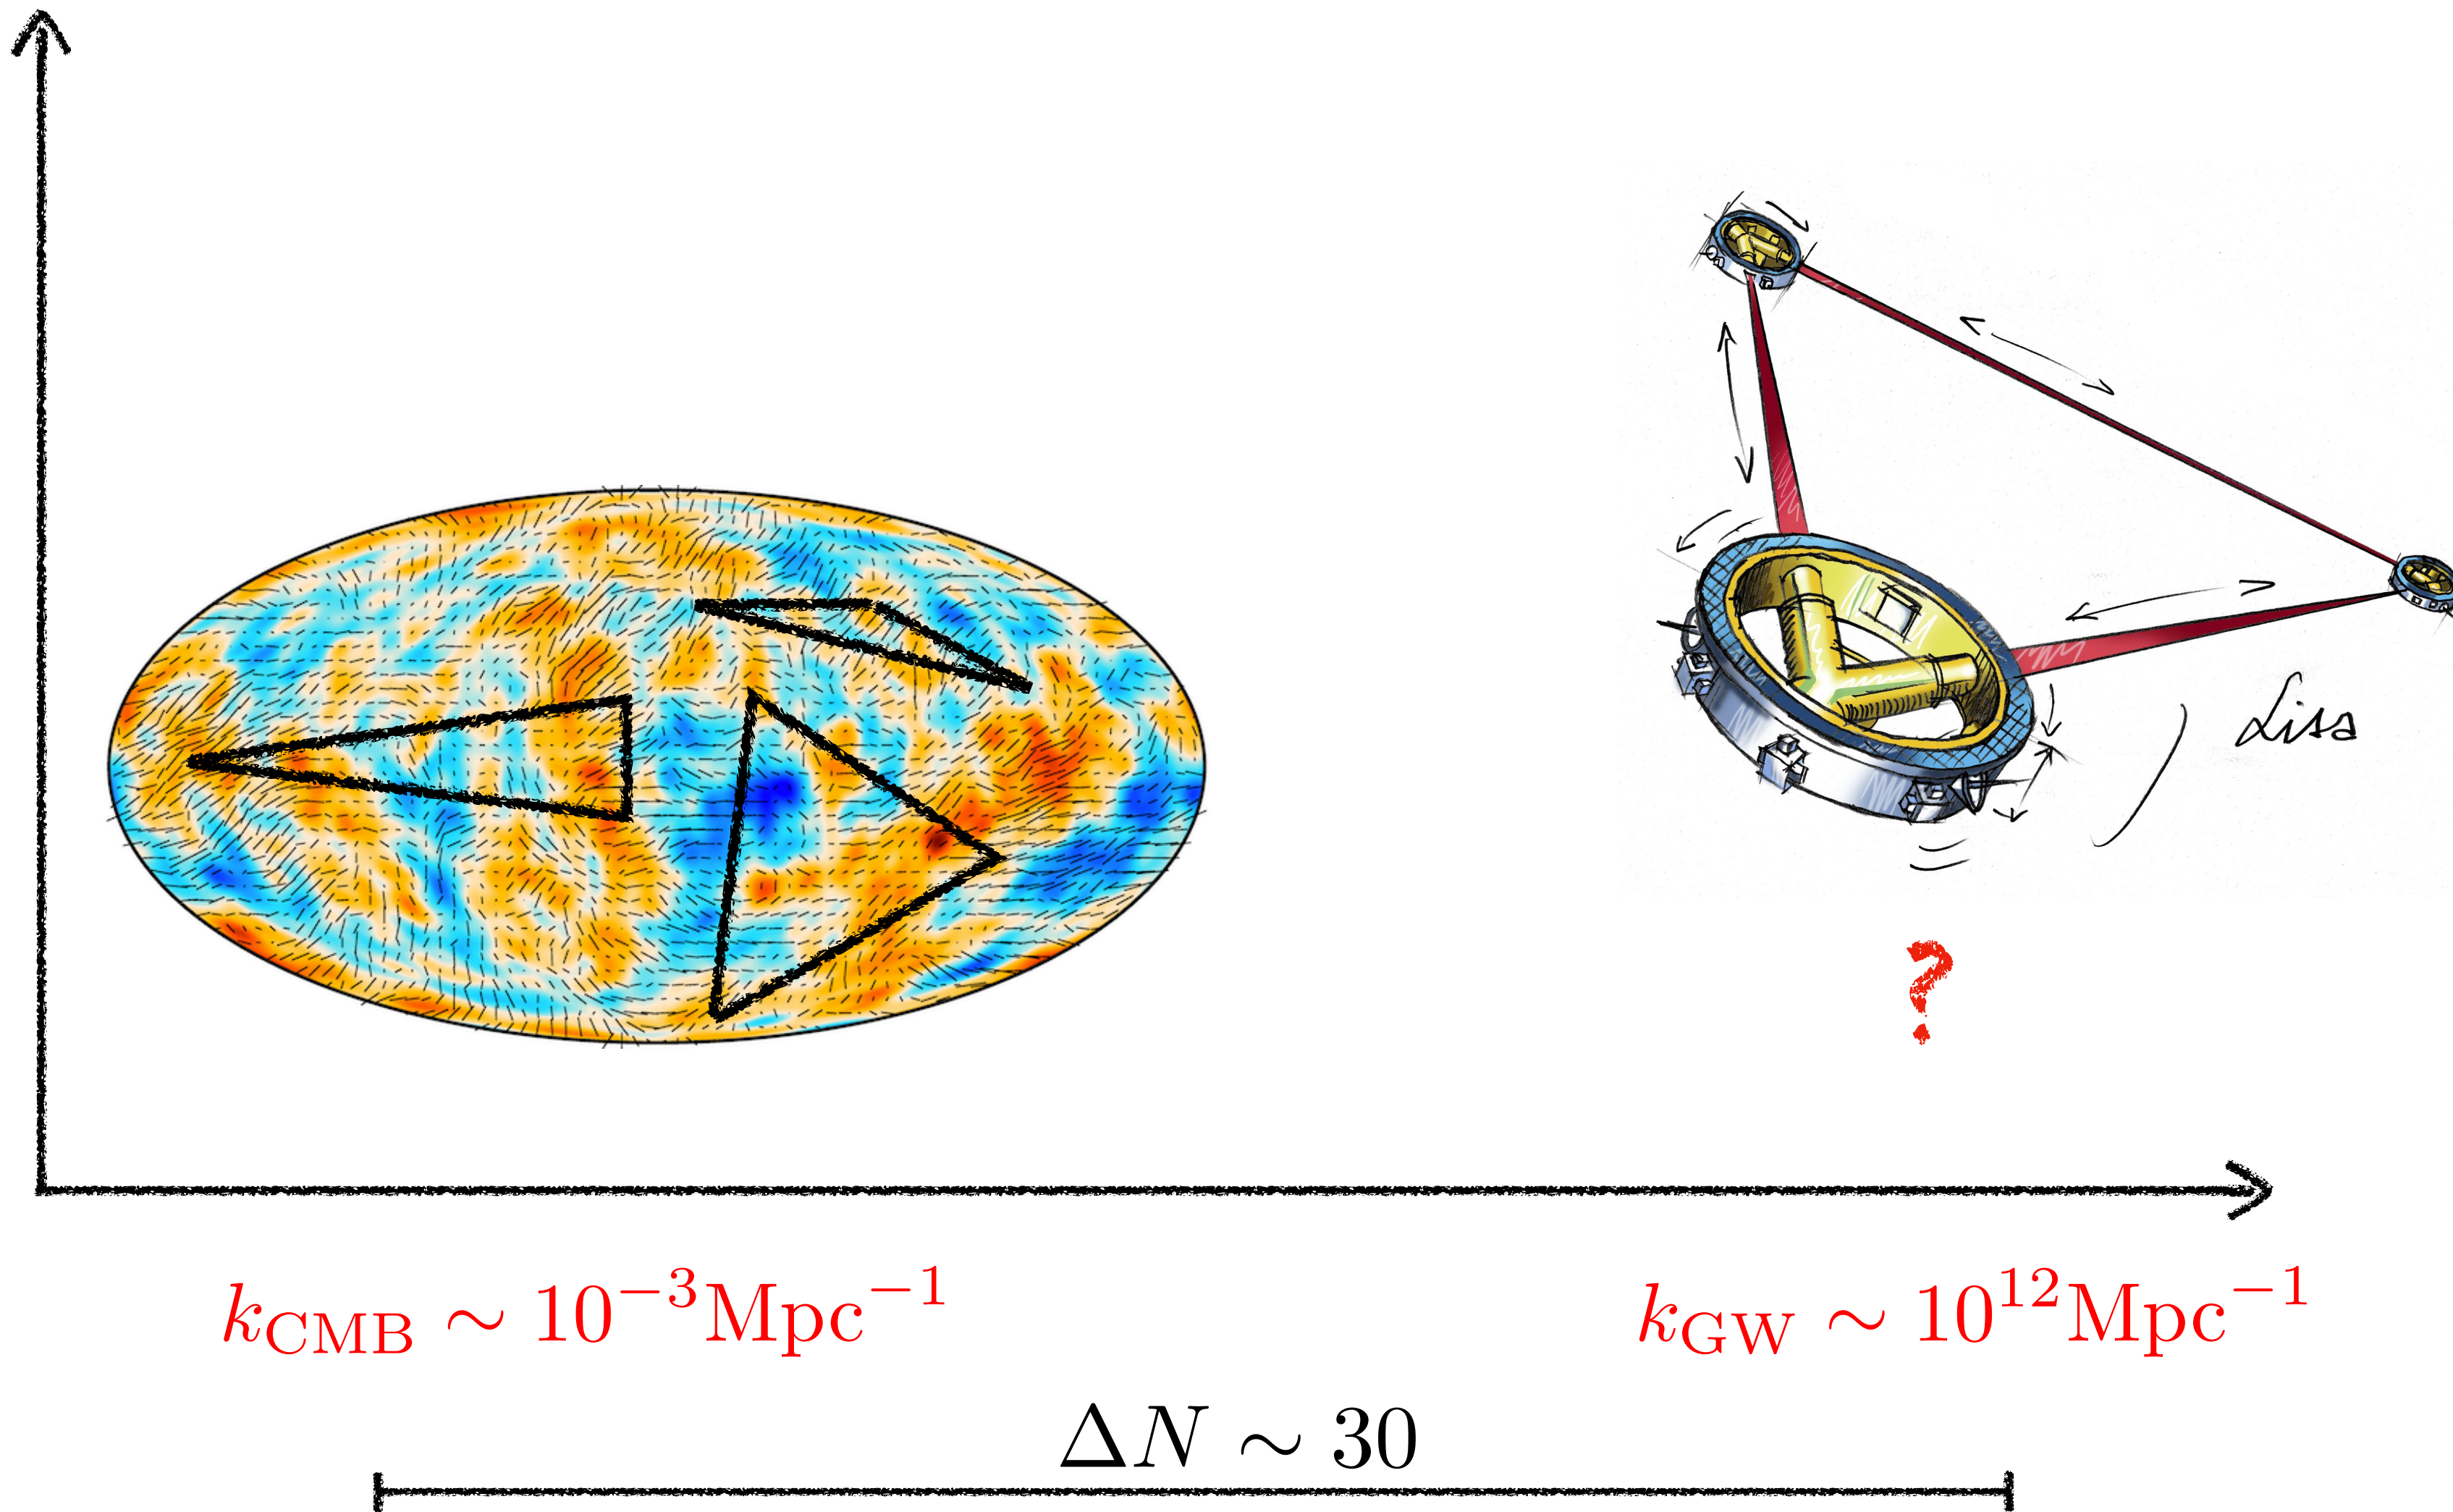 Lisa
?
k_CMB ∼ 10^−3 Mpc^−1
k_GW ∼ 10^12 Mpc^−1
ΔN ∼ 30